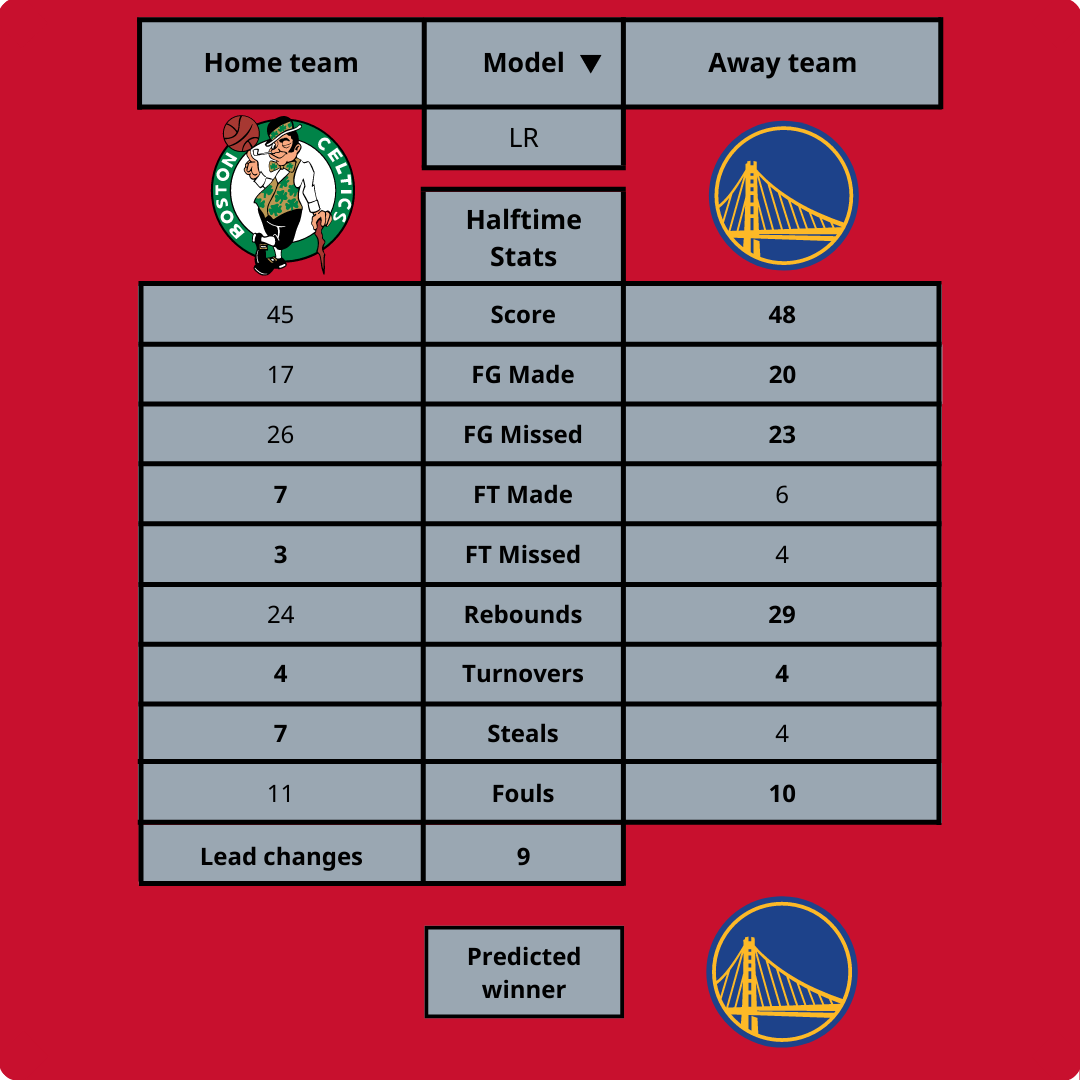 Home team Model ▼ Away team
LR
BOSTON CELTICS
Halftime
Stats
45 Score 48
17 FG Made 20
26 FG Missed 23
7 FT Made 6
3 FT Missed 4
24 Rebounds 29
4 Turnovers 4
7 Steals 4
11 Fouls 10
Lead changes 9
Predicted
winner